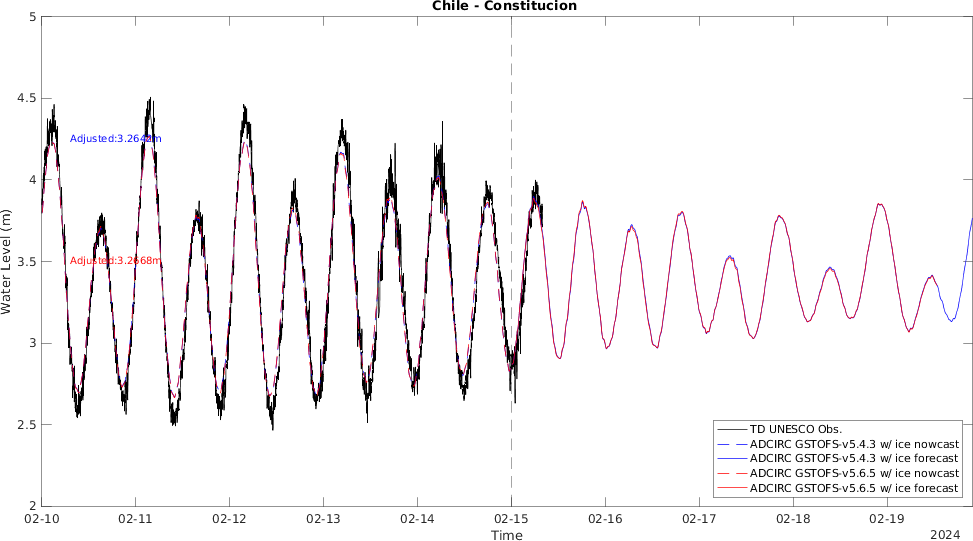 Chile - Constitucion
5
4.5
4
3.5
3
2.5
2
Water Level (m)
Adjusted:3.2642m
Adjusted:3.2668m
02-10
02-11
02-12
02-13
02-14
02-15
02-16
02-17
02-18
02-19
Time
2024
TD UNESCO Obs.
ADCIRC GSTOFS-v5.4.3 w/ ice nowcast
ADCIRC GSTOFS-v5.4.3 w/ ice forecast
ADCIRC GSTOFS-v5.6.5 w/ ice nowcast
ADCIRC GSTOFS-v5.6.5 w/ ice forecast